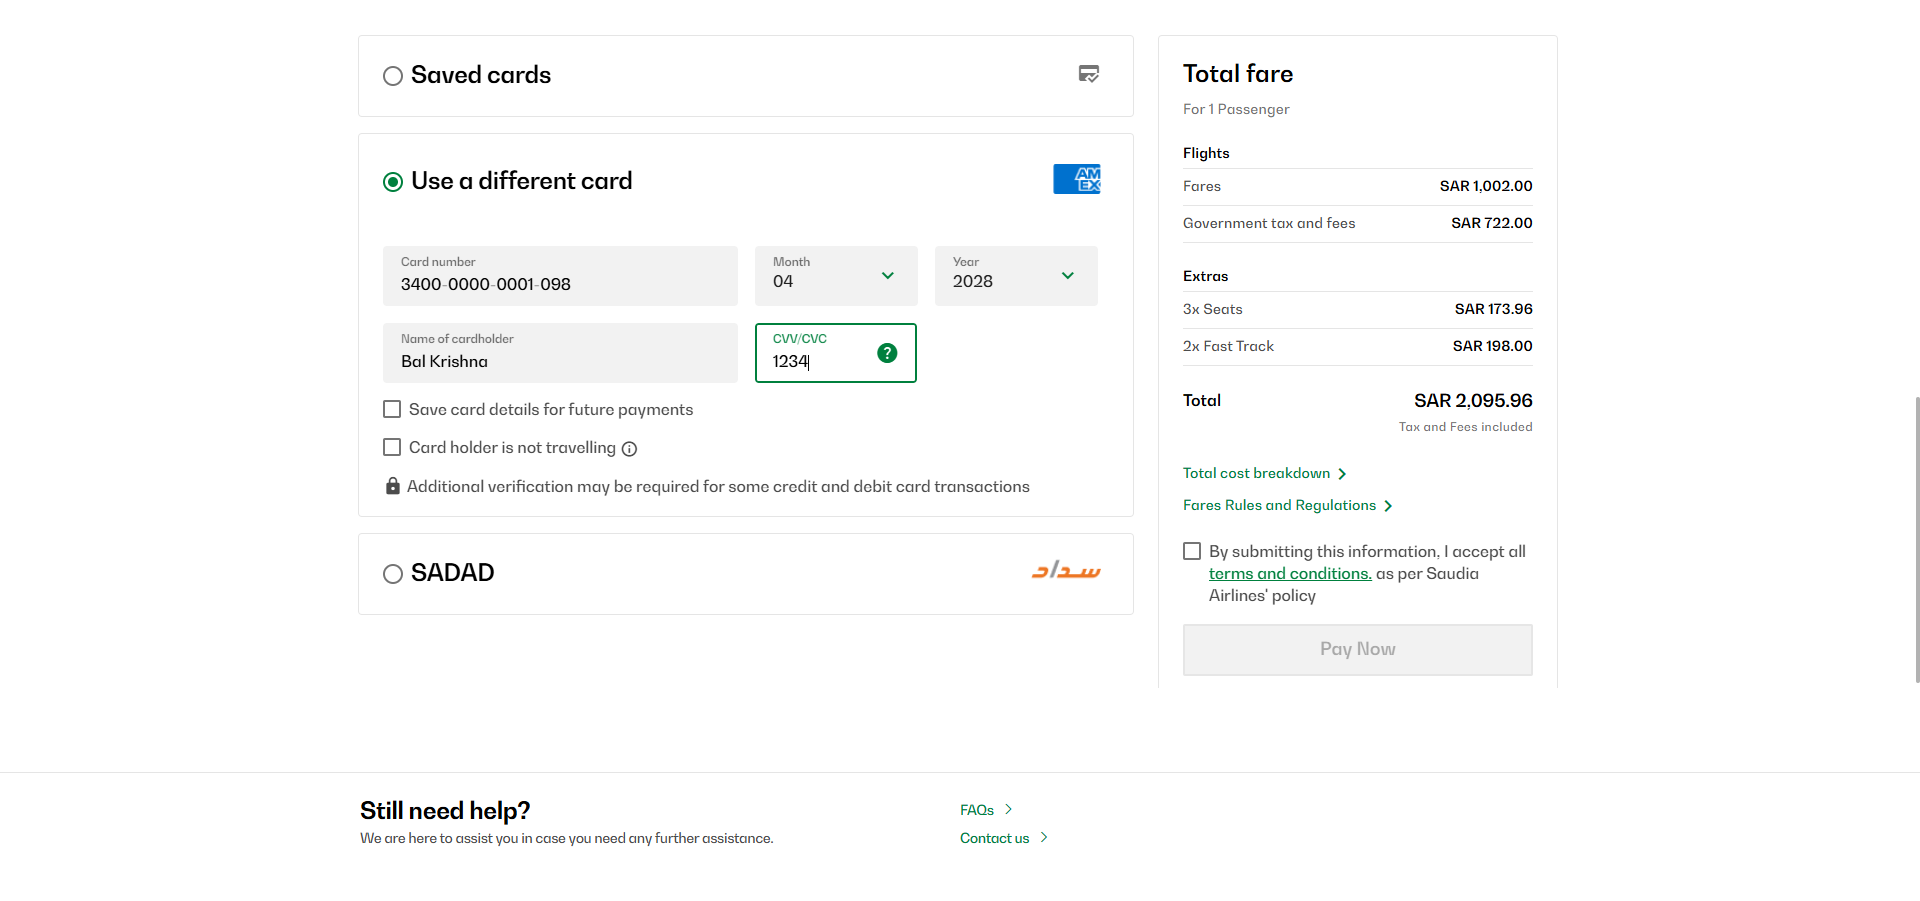 Saved cards
Use a different card
AM
EX
Card number
3400-0000-0001-098
Month
04
Year
2028
Name of cardholder
Bal Krishna
CVV/CVC
1234
?
Save card details for future payments
Card holder is not travelling
Additional verification may be required for some credit and debit card transactions
SADAD
سداد
Total fare
For 1 Passenger
Flights
Fares SAR 1,002.00
Government tax and fees SAR 722.00
Extras
3x Seats SAR 173.96
2x Fast Track SAR 198.00
Total SAR 2,095.96
Tax and Fees included
Total cost breakdown
Fares Rules and Regulations
By submitting this information, I accept all
terms and conditions. as per Saudia
Airlines' policy
Pay Now
Still need help?
We are here to assist you in case you need any further assistance.
FAQs
Contact us